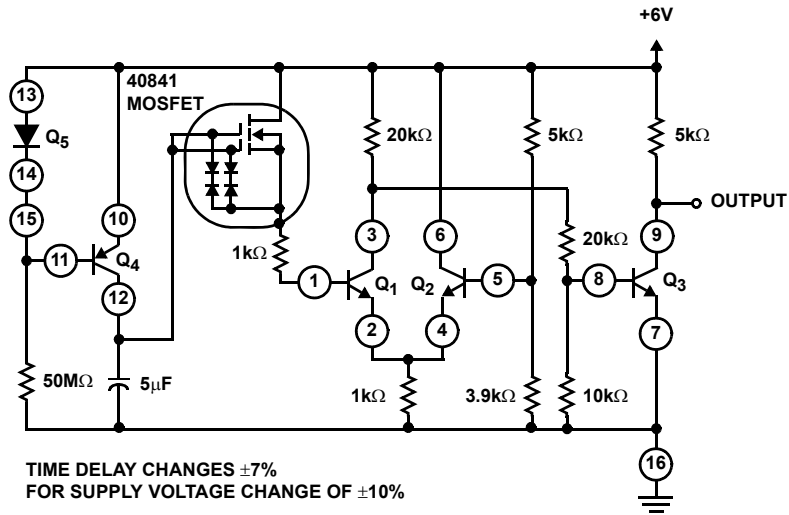 +6V
40841
MOSFET
13
Q5
14
15
10
11
Q4
12
50MΩ
5μF
1kΩ
1
3
Q1
2
20kΩ
6
Q2
4
5
5kΩ
1kΩ
3.9kΩ
20kΩ
8
10kΩ
5kΩ
OUTPUT
9
Q3
7
16
TIME DELAY CHANGES ±7%
FOR SUPPLY VOLTAGE CHANGE OF ±10%